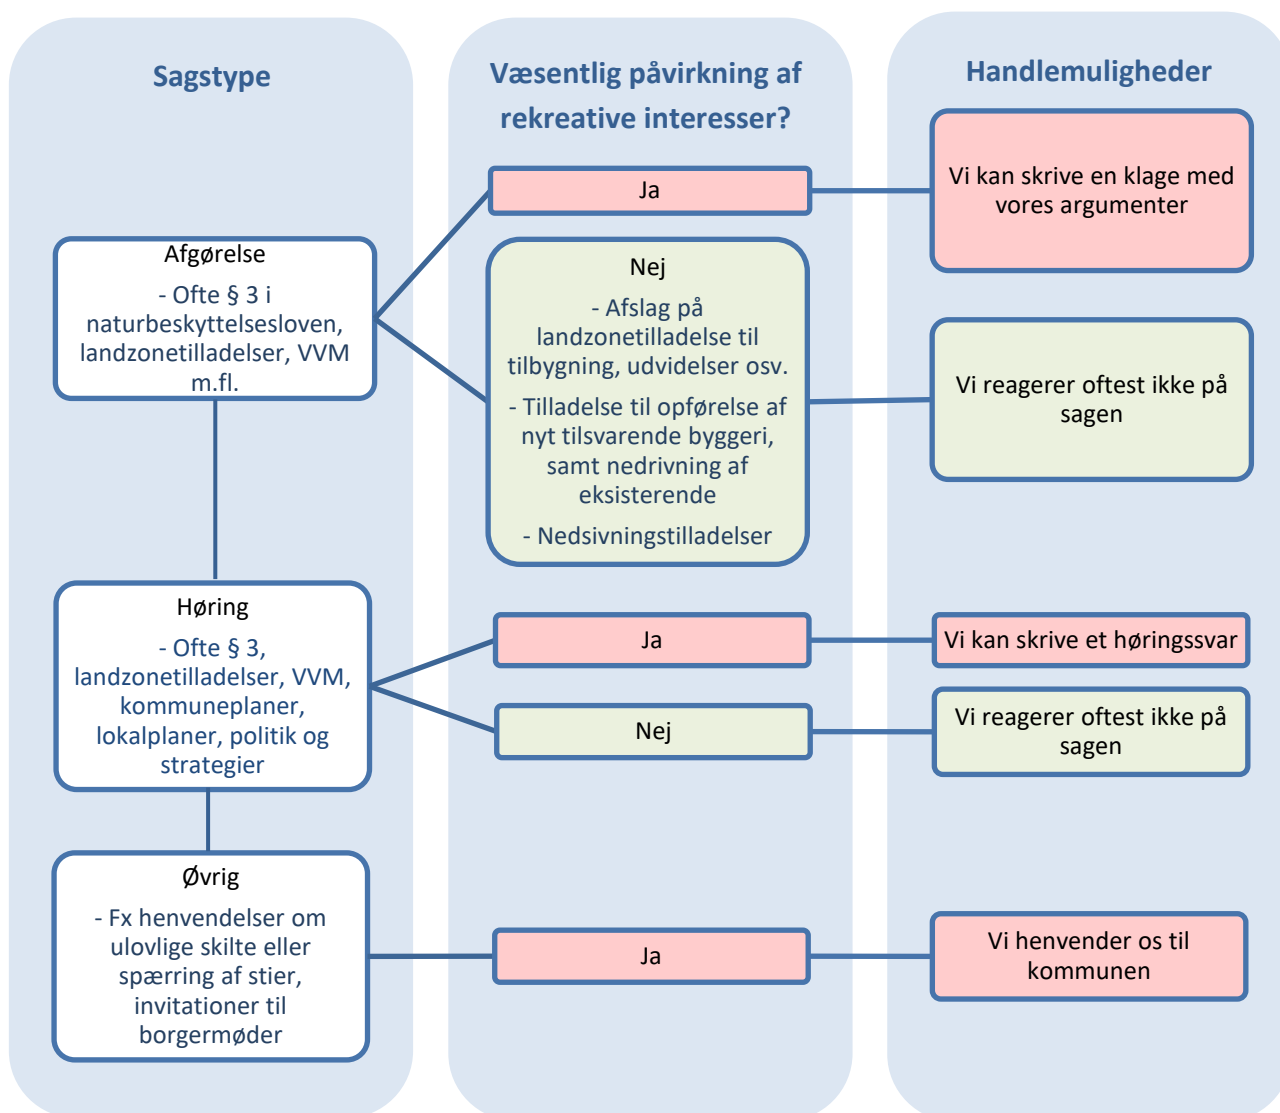 Sagstype
Væsentlig påvirkning af
rekreative interesser?
Handlemuligheder
Afgørelse
- Ofte § 3 i
naturbeskyttelsesloven,
landzonetilladelser, VVM
m.fl.
Ja
Vi kan skrive en klage med
vores argumenter
Nej
- Afslag på
landzonetilladelse til
tilbygning, udvidelser osv.
- Tilladelse til opførelse af
nyt tilsvarende byggeri,
samt nedrivning af
eksisterende
- Nedsivningstilladelser
Vi reagerer oftest ikke på
sagen
Høring
- Ofte § 3,
landzonetilladelser, VVM,
kommuneplaner,
lokalplaner, politik og
strategier
Ja
Vi kan skrive et høringssvar
Nej
Vi reagerer oftest ikke på
sagen
Øvrig
- Fx henvendelser om
ulovlige skilte eller
spærring af stier,
invitationer til
borgermøder
Ja
Vi henvender os til
kommunen